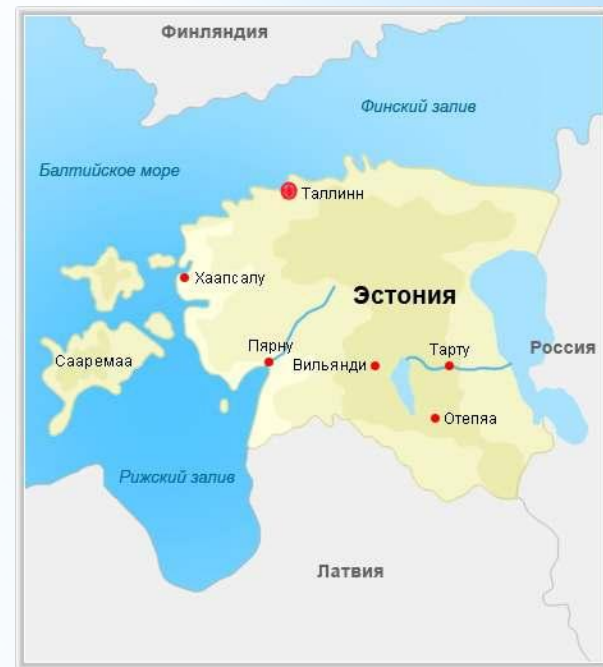 Финляндия
Финский залив
Балтийское море
Таллинн
Хаапсалу
Эстония
Пярну
Тарту
Россия
Сааремаа
Вильянди
Отепяа
Рижский залив
Латвия